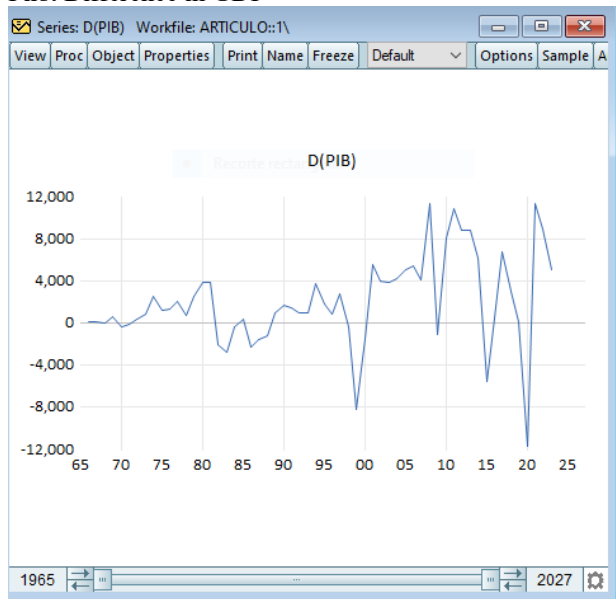 Series: D(PIB) Workfile: ARTICULO::1\
View Proc Object Properties Print Name Freeze Default Options Sample A
Recorte rectan
D(PIB)
12,000
8,000
4,000
0
-4,000
-8,000
-12,000
65 70 75 80 85 90 95 00 05 10 15 20 25
1965 2027